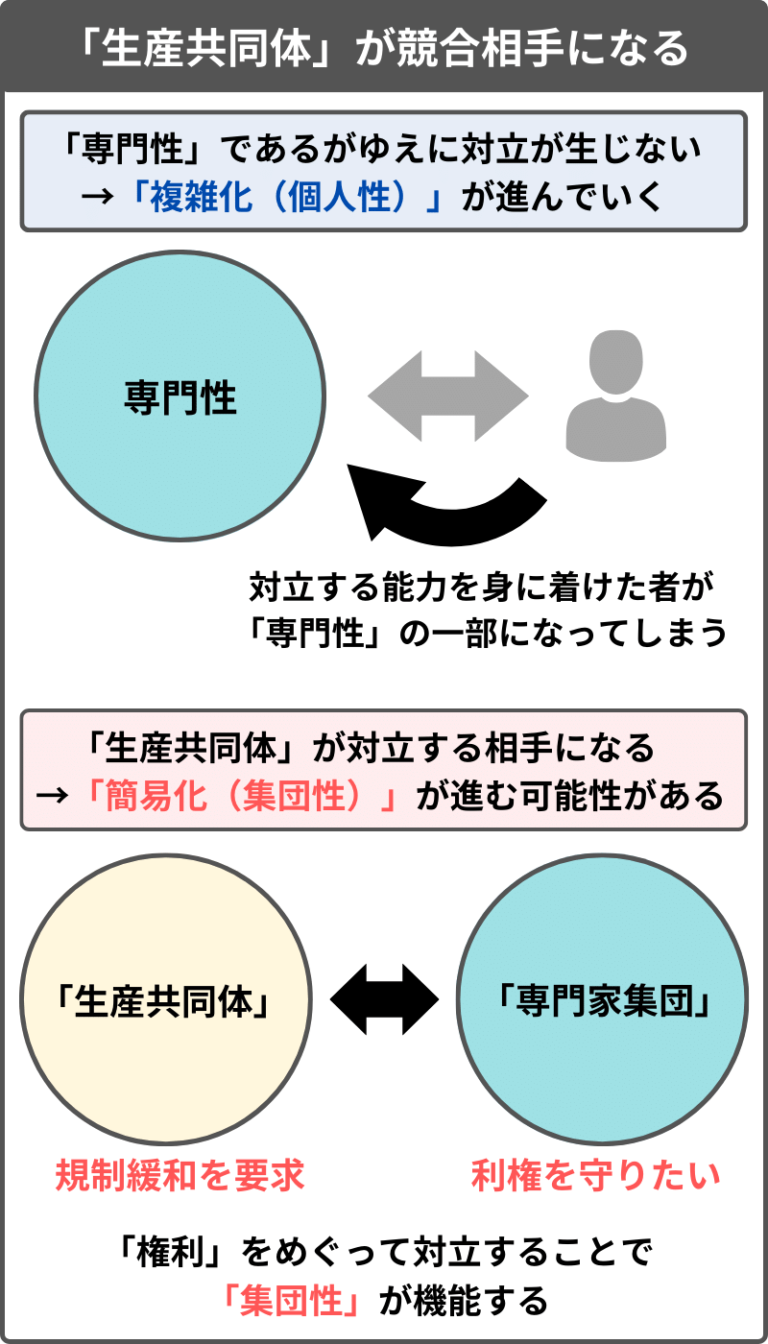 「生産共同体」が競合相手になる
「専門性」であるがゆえに対立が生じない
→「複雑化（個人性）」が進んでいく
専門性
対立する能力を身に着けた者が
「専門性」の一部になってしまう
「生産共同体」が対立する相手になる
→「簡易化（集団性）」が進む可能性がある
「生産共同体」
「専門家集団」
規制緩和を要求
利権を守りたい
「権利」をめぐって対立することで
「集団性」が機能する